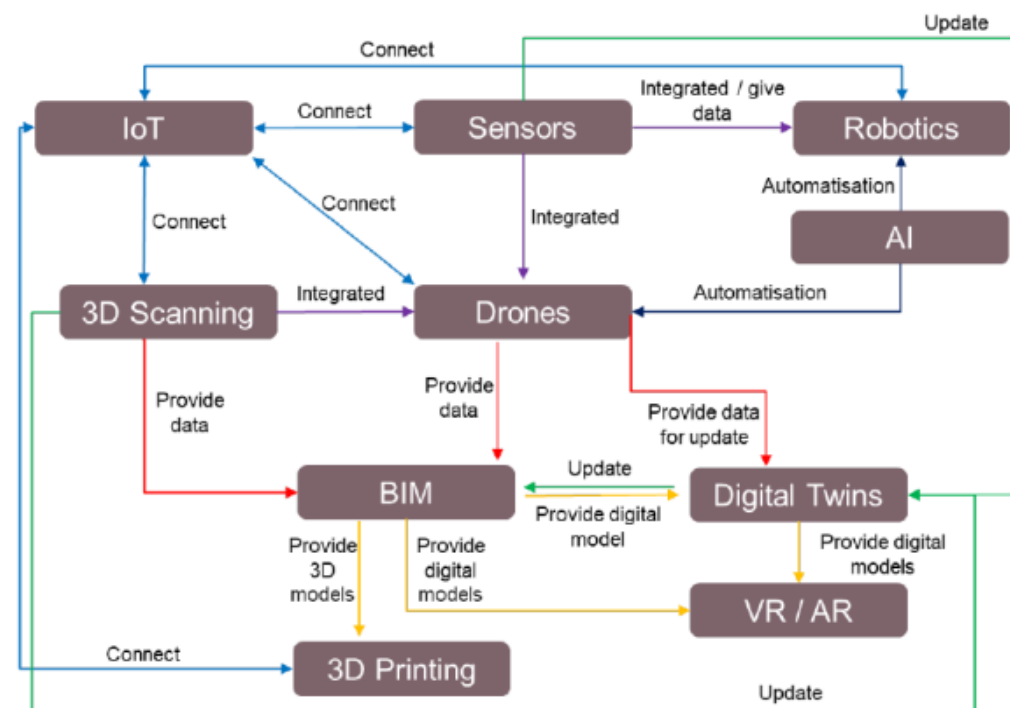 Update
Connect
IoT
Connect
Sensors
Integrated / give
data
Robotics
Automatisation
Connect
Connect
Integrated
AI
Integrated
Automatisation
3D Scanning
Drones
Provide
data
Provide
data
Provide data
for update
Update
BIM
Digital Twins
Provide digital
model
Provide
3D
models
Provide
digital
models
Provide digital
models
VR / AR
Connect
3D Printing
Update